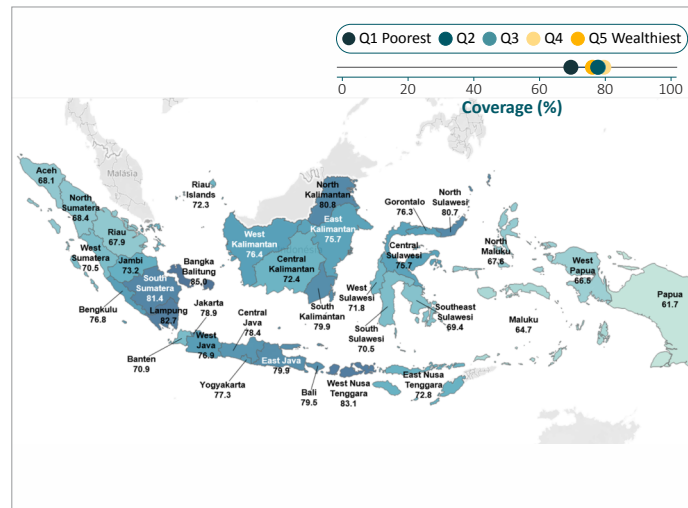 Q1 Poorest
Q2
Q3
Q4
Q5 Wealthiest
0
20
40
60
80
100
Coverage (%)
Malaysia
Aceh
68.1
North
Sumatera
68.4
Riau
67.9
West
Sumatera
70.5
Jambi
73.2
South
Sumatera
81.4
Bengkulu
76.8
Lampung
82.7
Bangka
Balitung
85.0
Riau
Islands
72.3
Jakarta
78.9
Banten
70.9
West
Java
76.9
Central
Java
78.4
Yogyakarta
77.3
East Java
79.9
Bali
79.5
West Nusa
Tenggara
83.1
East Nusa
Tenggara
72.8
West
Kalimantan
76.4
Central
Kalimantan
72.4
South
Kalimantan
79.9
East
Kalimantan
75.7
North
Kalimantan
80.8
Gorontalo
76.3
North
Sulawesi
80.7
Central
Sulawesi
75.7
West
Sulawesi
71.8
South
Sulawesi
70.5
Southeast
Sulawesi
69.4
North
Maluku
Maluku
64.7
West
Papua
66.5
Papua
61.7